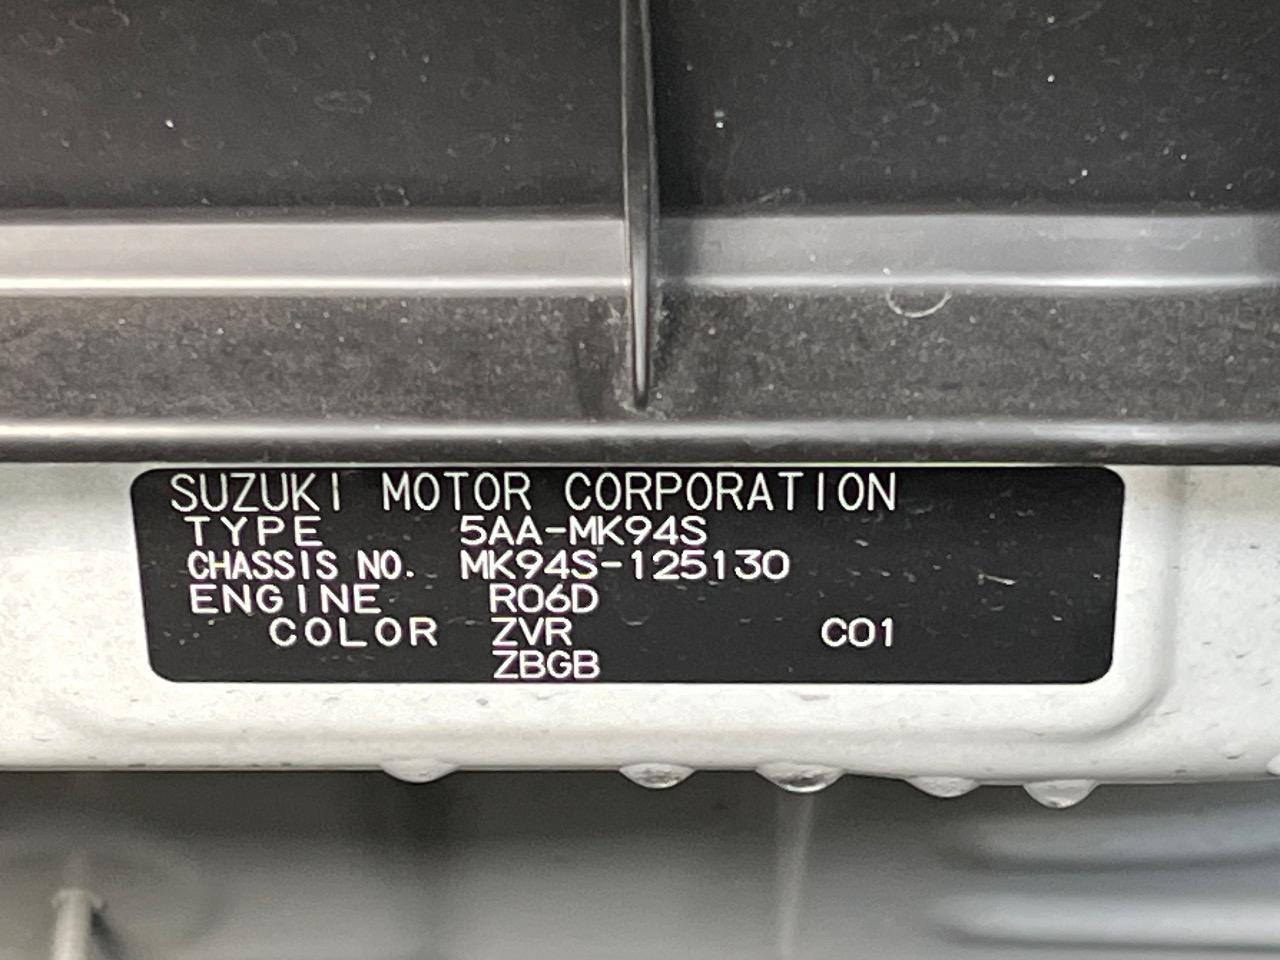 SUZUKI MOTOR CORPORATION
TYPE 5AA-MK94S
CHASSIS NO. MK94S-125130
ENGINE R06D
COLOR ZVR C01
ZBGB